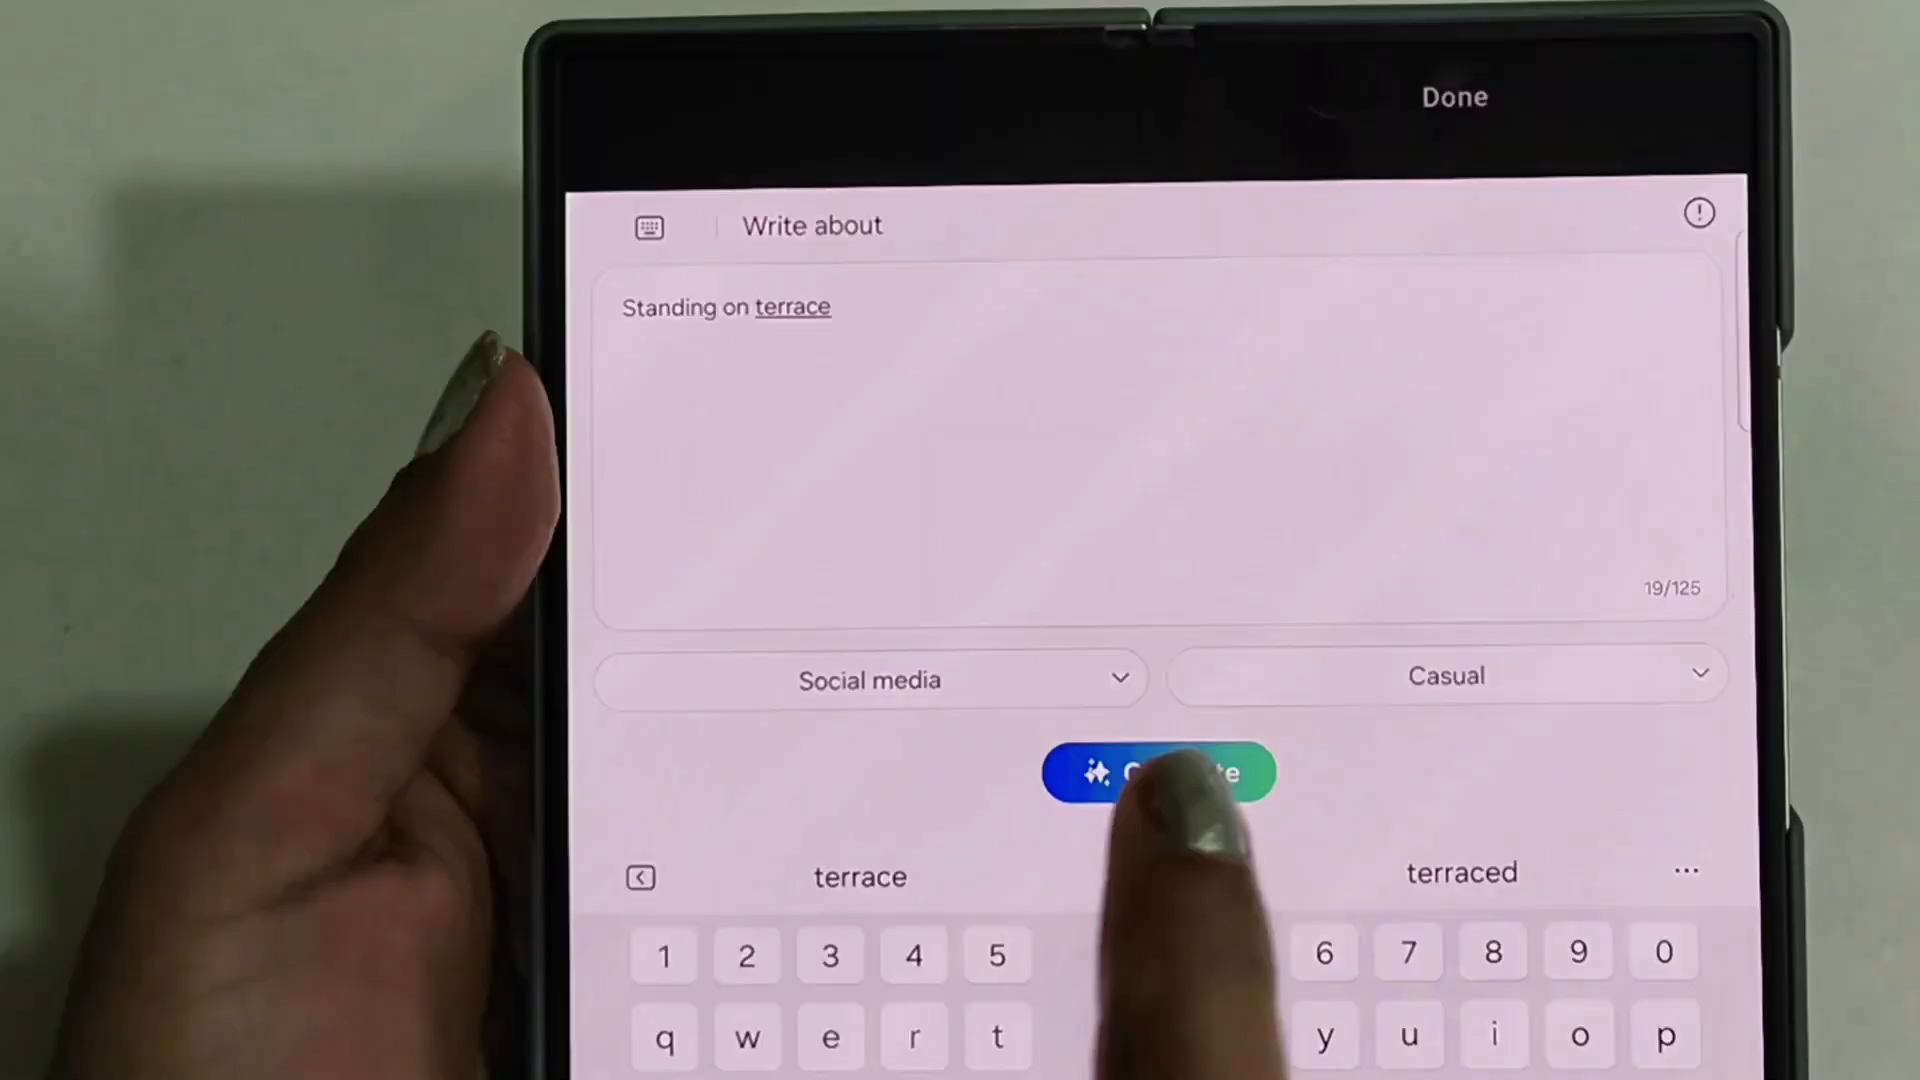 Done
Write about
Standing on terrace
19/125
Social media
Casual
terrace
terraced
1 2 3 4 5 6 7 8 9 0
q w e r t y u i o p